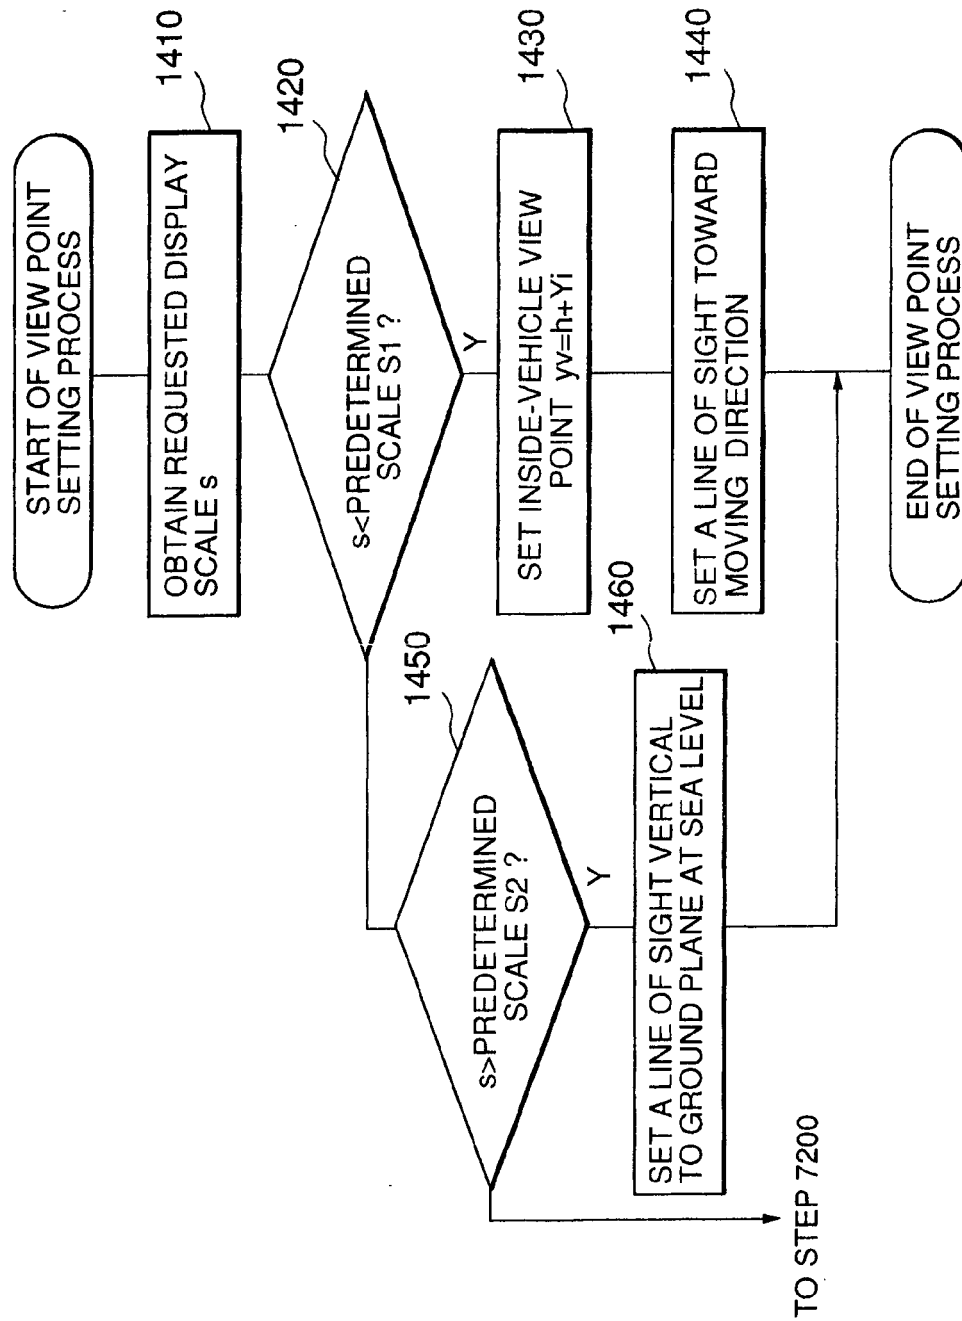 START OF VIEW POINT
SETTING PROCESS
1410
OBTAIN REQUESTED DISPLAY
SCALE s
1420
s<PREDETERMINED
SCALE S1 ?
Y
1430
SET INSIDE-VEHICLE VIEW
POINT yv=h+Yi
1440
SET A LINE OF SIGHT TOWARD
MOVING DIRECTION
1450
s>PREDETERMINED
SCALE S2 ?
Y
1460
SET A LINE OF SIGHT VERTICAL
TO GROUND PLANE AT SEA LEVEL
TO STEP 7200
END OF VIEW POINT
SETTING PROCESS